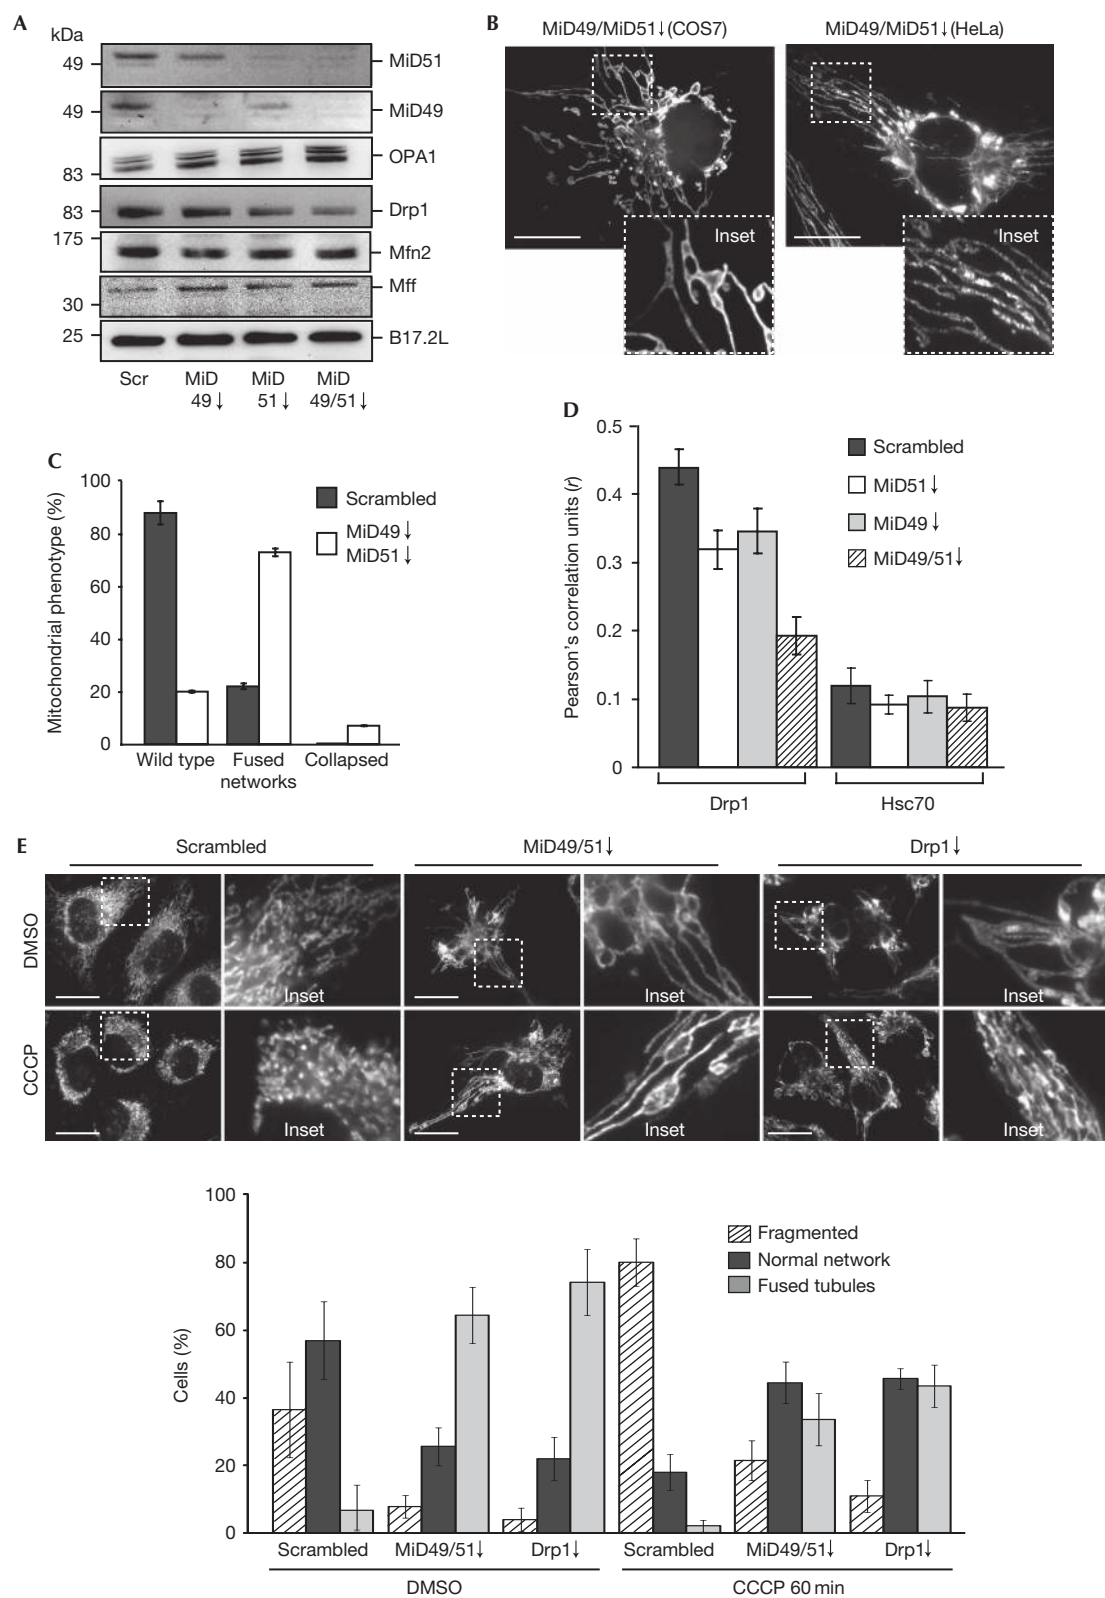 A
kDa
49
MiD51
49
MiD49
OPA1
83
83
Drp1
175
Mfn2
Mff
30
25
B17.2L
Scr
MiD
49↓
MiD
51↓
MiD
49/51↓
B
MiD49/MiD51↓(COS7)
MiD49/MiD51↓(HeLa)
Inset
Inset
C
Mitochondrial phenotype (%)
100
80
60
40
20
0
Scrambled
MiD49↓
MiD51↓
Wild type
Fused
networks
Collapsed
D
Pearson's correlation units (r)
0.5
0.4
0.3
0.2
0.1
0
Scrambled
MiD51↓
MiD49↓
MiD49/51↓
Drp1
Hsc70
E
Scrambled
MiD49/51↓
Drp1↓
DMSO
Inset
Inset
Inset
CCCP
Inset
Inset
Inset
Cells (%)
100
80
60
40
20
0
Fragmented
Normal network
Fused tubules
Scrambled
MiD49/51↓
Drp1↓
Scrambled
MiD49/51↓
Drp1↓
DMSO
CCCP 60 min